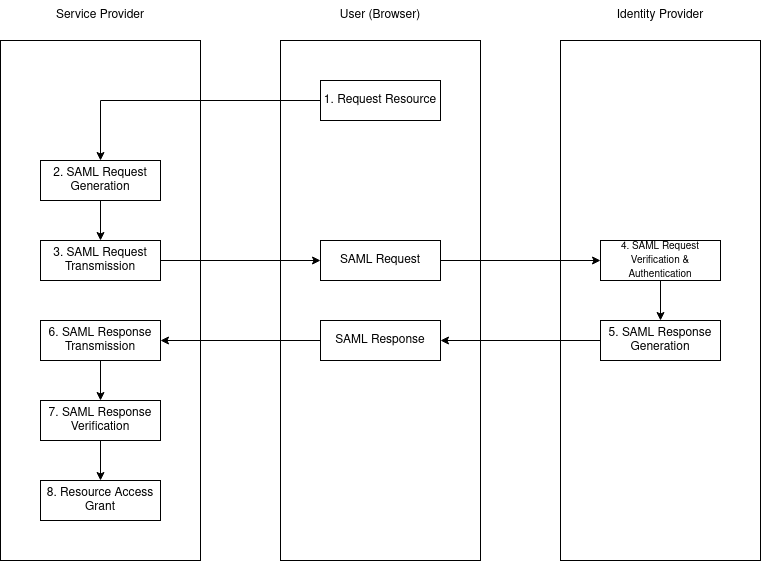 Service Provider
User (Browser)
Identity Provider
1. Request Resource
2. SAML Request
Generation
3. SAML Request
Transmission
SAML Request
4. SAML Request
Verification &
Authentication
6. SAML Response
Transmission
SAML Response
5. SAML Response
Generation
7. SAML Response
Verification
8. Resource Access
Grant